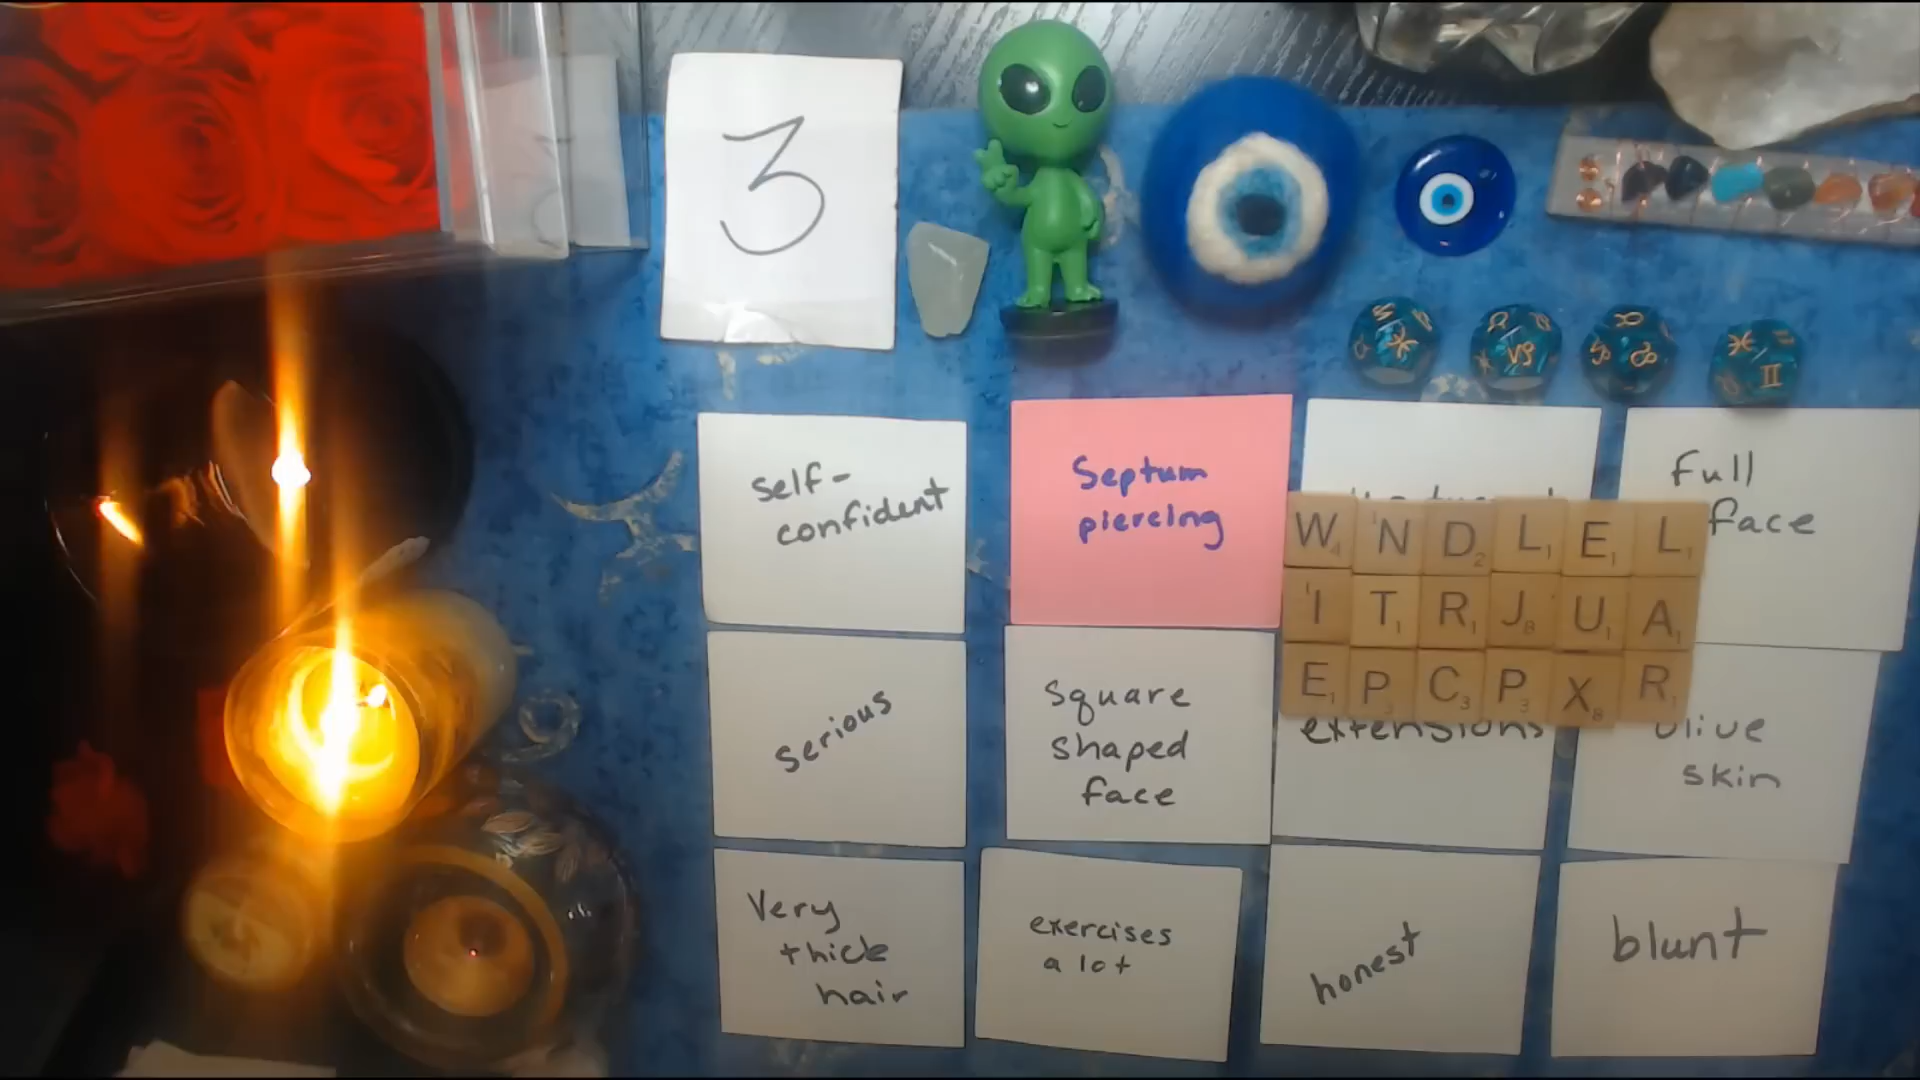 3
self-
confident
Septum
piercing
Full
face
W N D L E L
I T R J U A
E P C P X R
serious
square
shaped
face
extensions
olive
skin
Very
thick
hair
exercises
a lot
honest
blunt